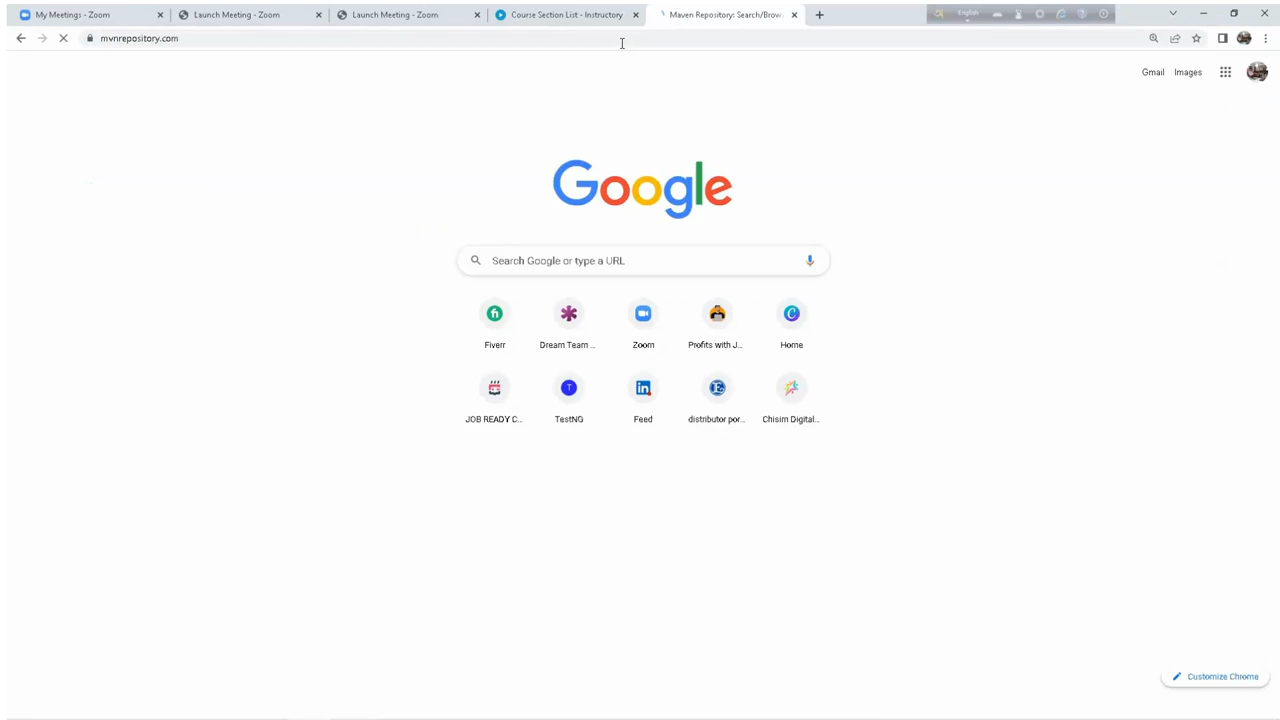 My Meetings - Zoom
Launch Meeting - Zoom
Launch Meeting - Zoom
Course Section List - Instructory
Maven Repository: Search/Brow
English
mvnrepository.com
Gmail
Images
Google
Search Google or type a URL
Fiverr
Dream Team ...
Zoom
Profits with J...
Home
JOB READY C...
TestNG
Feed
distributor por...
Chisim Digital...
Customize Chrome